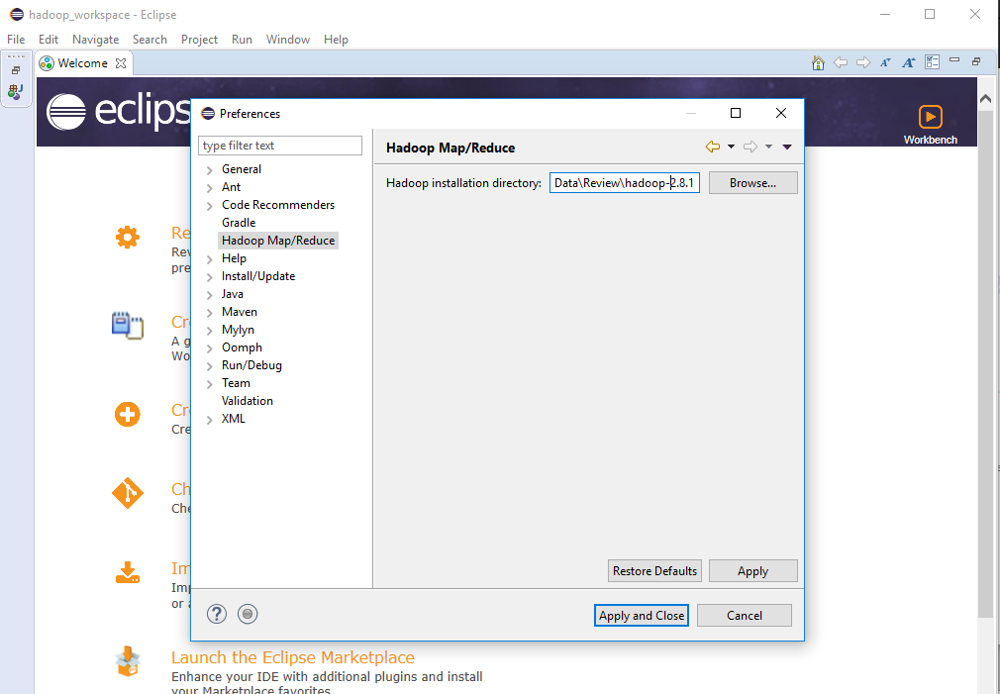 hadoop_workspace - Eclipse
File Edit Navigate Search Project Run Window Help
Welcome
eclips
Workbench
Preferences
type filter text
General
Ant
Code Recommenders
Gradle
Hadoop Map/Reduce
Help
Install/Update
Java
Maven
Mylyn
Oomph
Run/Debug
Team
Validation
XML
Hadoop Map/Reduce
Hadoop installation directory: Data\Review\hadoop-2.8.1 Browse...
Restore Defaults Apply
Apply and Close Cancel
Re
Rev
pre
Cr
A g
Wo
Cr
Cre
Ch
Che
Im
Imp
or a
Launch the Eclipse Marketplace
Enhance your IDE with additional plugins and install
your Marketplace favorites